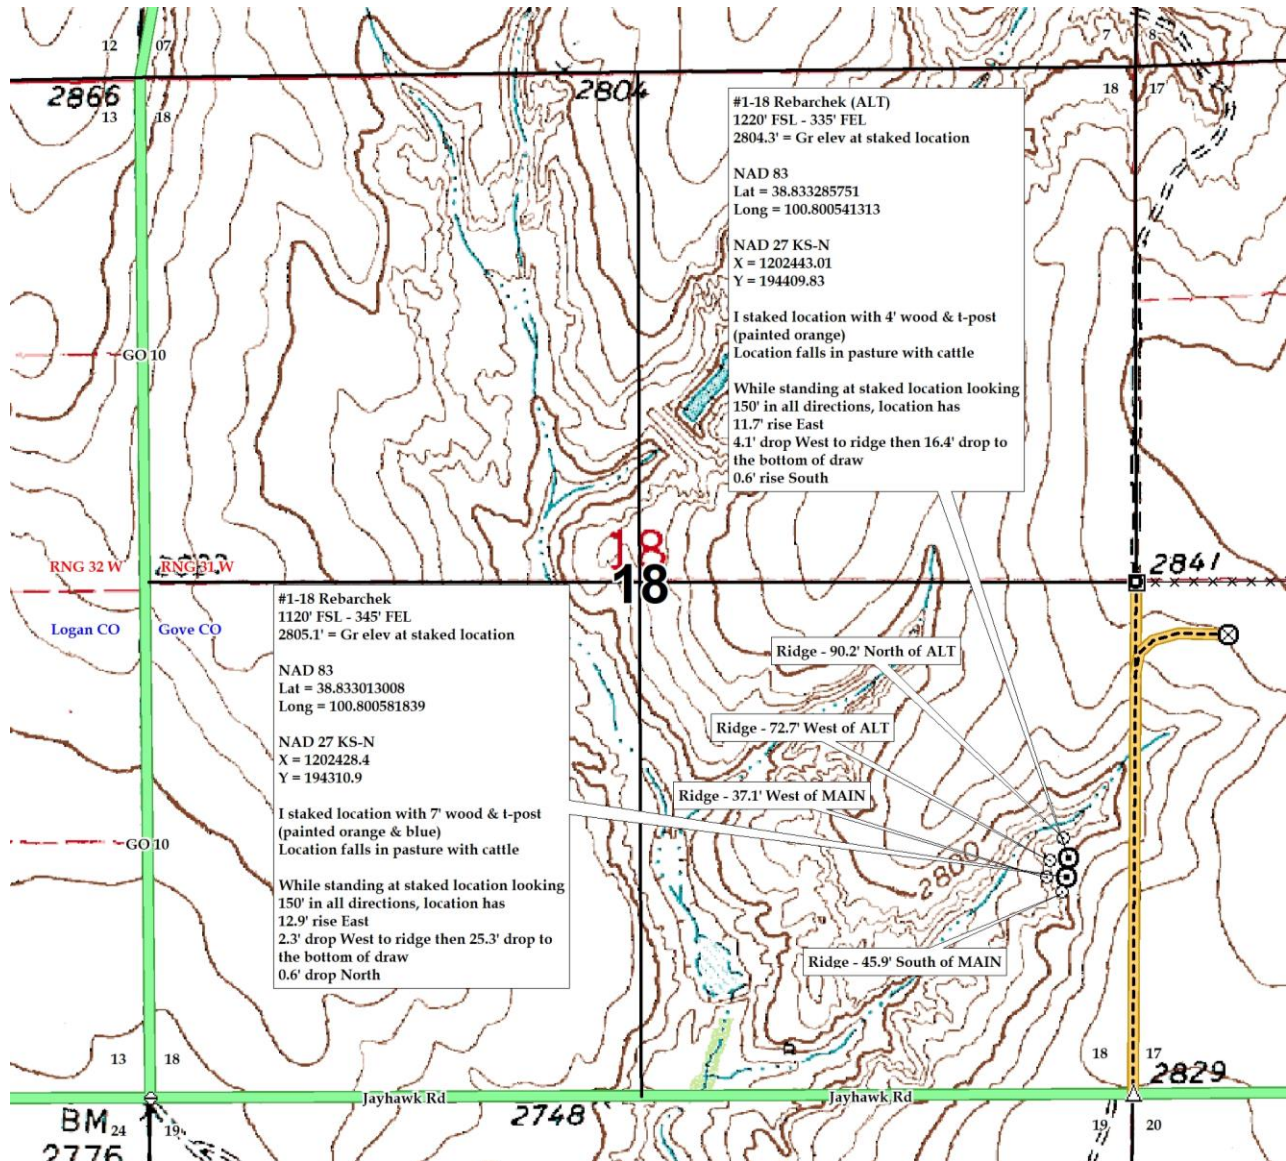 12
07
7
8
2866
2804
13
18
18
17
#1-18 Rebarchek (ALT)
1220' FSL - 335' FEL
2804.3' = Gr elev at staked location
NAD 83
Lat = 38.833285751
Long = 100.800541313
NAD 27 KS-N
X = 1202443.01
Y = 194409.83
I staked location with 4' wood & t-post
(painted orange)
Location falls in pasture with cattle
While standing at staked location looking
150' in all directions, location has
11.7' rise East
4.1' drop West to ridge then 16.4' drop to
the bottom of draw
0.6' rise South
GO 10
18
18
RNG 32 W
RNG 31 W
2841
Logan CO
Gove CO
#1-18 Rebarchek
1120' FSL - 345' FEL
2805.1' = Gr elev at staked location
NAD 83
Lat = 38.833013008
Long = 100.800581839
NAD 27 KS-N
X = 1202428.4
Y = 194310.9
I staked location with 7' wood & t-post
(painted orange & blue)
Location falls in pasture with cattle
While standing at staked location looking
150' in all directions, location has
12.9' rise East
2.3' drop West to ridge then 25.3' drop to
the bottom of draw
0.6' drop North
Ridge - 90.2' North of ALT
Ridge - 72.7' West of ALT
Ridge - 37.1' West of MAIN
GO 10
2800
Ridge - 45.9' South of MAIN
13
18
18
17
2829
Jayhawk Rd
Jayhawk Rd
BM
24
19
2748
19
20
2776